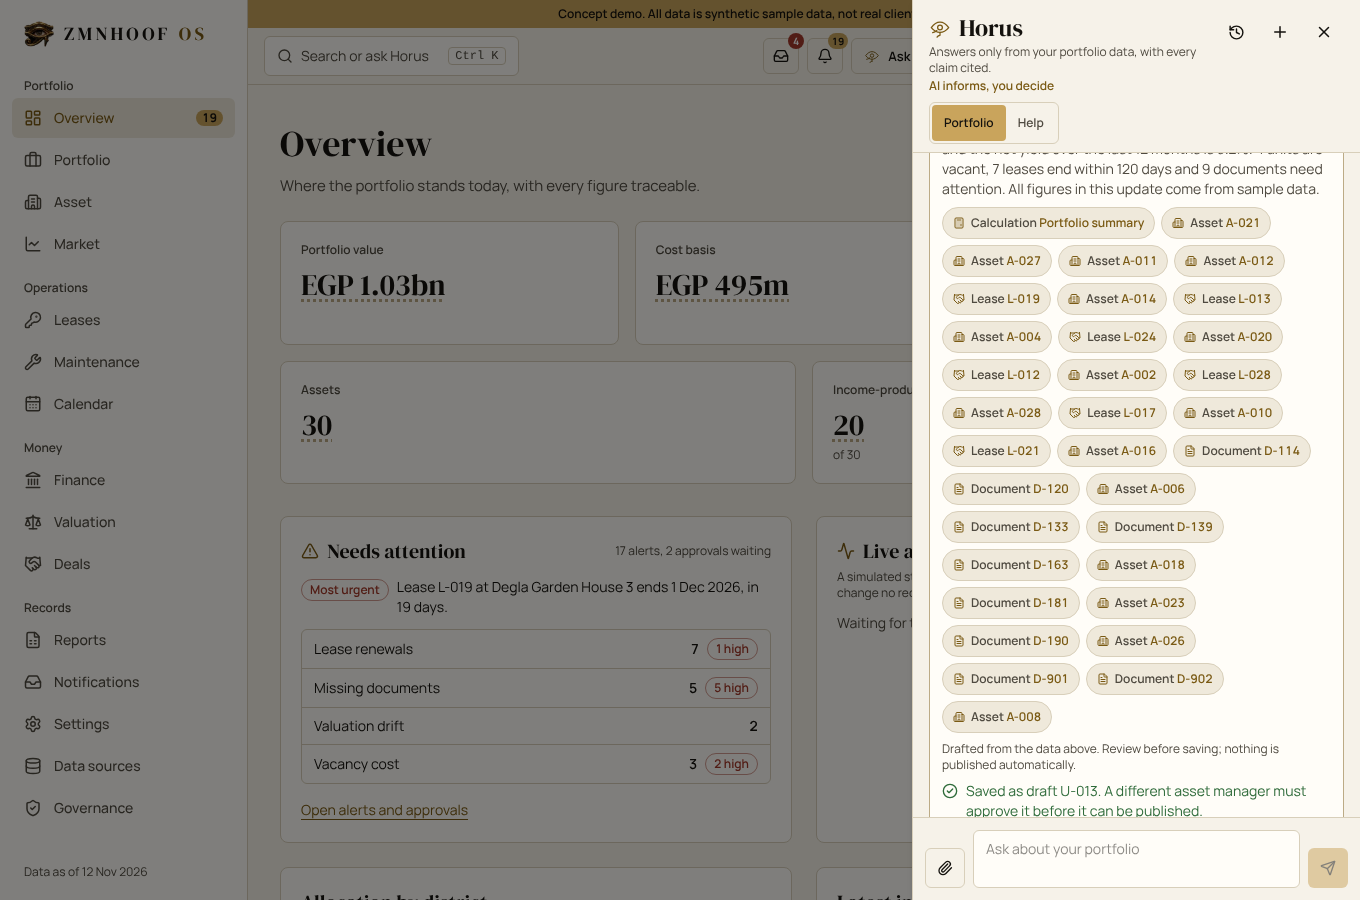 ZMNHOOF OS
Portfolio
Overview 19
Portfolio
Asset
Market
Operations
Leases
Maintenance
Calendar
Money
Finance
Valuation
Deals
Records
Reports
Notifications
Settings
Data sources
Governance
Data as of 12 Nov 2026
Concept demo. All data is synthetic sample data, not real client
Search or ask Horus Ctrl K
4
19
Ask
Overview
Where the portfolio stands today, with every figure traceable.
Portfolio value
EGP 1.03bn
Cost basis
EGP 495m
Assets
30
Income-produ
20
of 30
Needs attention
17 alerts, 2 approvals waiting
Most urgent
Lease L-019 at Degla Garden House 3 ends 1 Dec 2026, in
19 days.
Lease renewals 7 1 high
Missing documents 5 5 high
Valuation drift 2
Vacancy cost 3 2 high
Open alerts and approvals
Live a
A simulated st
change no rec
Waiting for t
Horus
Answers only from your portfolio data, with every
claim cited.
AI informs, you decide
Portfolio Help
vacant, 7 leases end within 120 days and 9 documents need
attention. All figures in this update come from sample data.
Calculation Portfolio summary Asset A-021
Asset A-027 Asset A-011 Asset A-012
Lease L-019 Asset A-014 Lease L-013
Asset A-004 Lease L-024 Asset A-020
Lease L-012 Asset A-002 Lease L-028
Asset A-028 Lease L-017 Asset A-010
Lease L-021 Asset A-016 Document D-114
Document D-120 Asset A-006
Document D-133 Document D-139
Document D-163 Asset A-018
Document D-181 Asset A-023
Document D-190 Asset A-026
Document D-901 Document D-902
Asset A-008
Drafted from the data above. Review before saving; nothing is
published automatically.
Saved as draft U-013. A different asset manager must
approve it before it can be published.
Ask about your portfolio